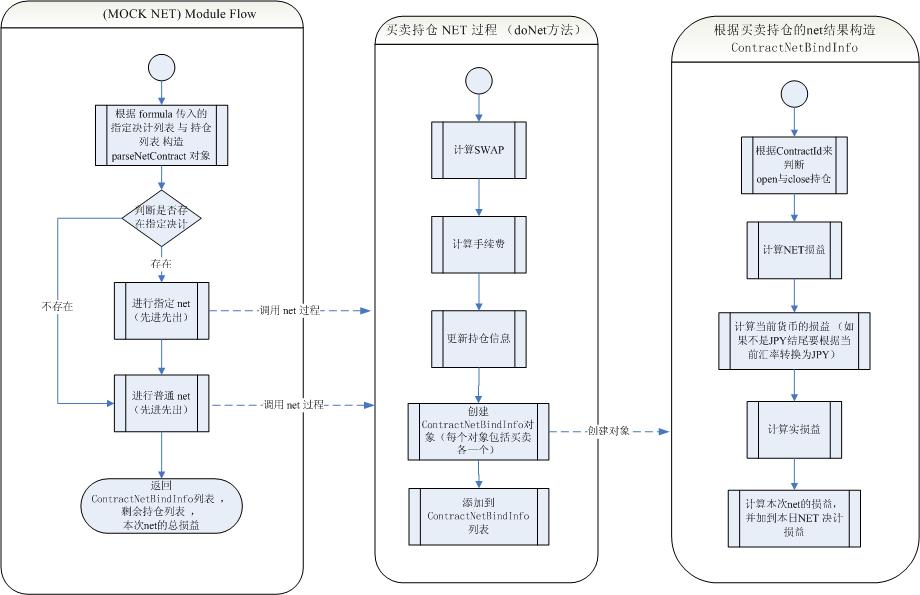 (MOCK NET) Module Flow
根据 formula 传入的
指定决计列表 与 持仓
列表 构造
parseNetContract 对象
判断是否存
在指定决计
存在
不存在
进行指定 net
（先进先出）
调用 net 过程
进行普通 net
（先进先出）
调用 net 过程
返回
ContractNetBindInfo列表 ，
剩余持仓列表 ，
本次net的总损益
买卖持仓 NET 过程 （doNet方法）
计算SWAP
计算手续费
更新持仓信息
创建
ContractNetBindInfo对
象（每个对象包括买卖
各一个）
创建对象
添加到
ContractNetBindInfo
列表
根据买卖持仓的net结果构造
ContractNetBindInfo
根据ContractId来
判断
open与close持仓
计算NET损益
计算当前货币的损益 （如
果不是JPY结尾要根据当
前汇率转换为JPY）
计算实损益
计算本次net的损益，
并加到本日NET 决计
损益